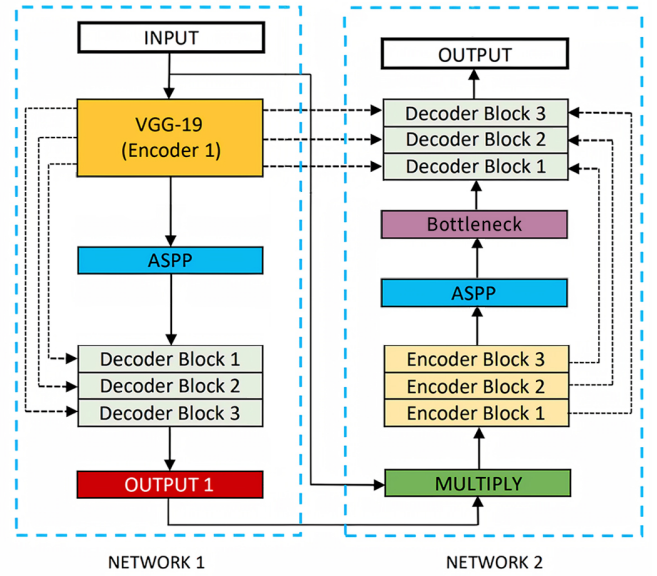 INPUT
VGG-19
(Encoder 1)
ASPP
Decoder Block 1
Decoder Block 2
Decoder Block 3
OUTPUT 1
NETWORK 1
OUTPUT
Decoder Block 3
Decoder Block 2
Decoder Block 1
Bottleneck
ASPP
Encoder Block 3
Encoder Block 2
Encoder Block 1
MULTIPLY
NETWORK 2